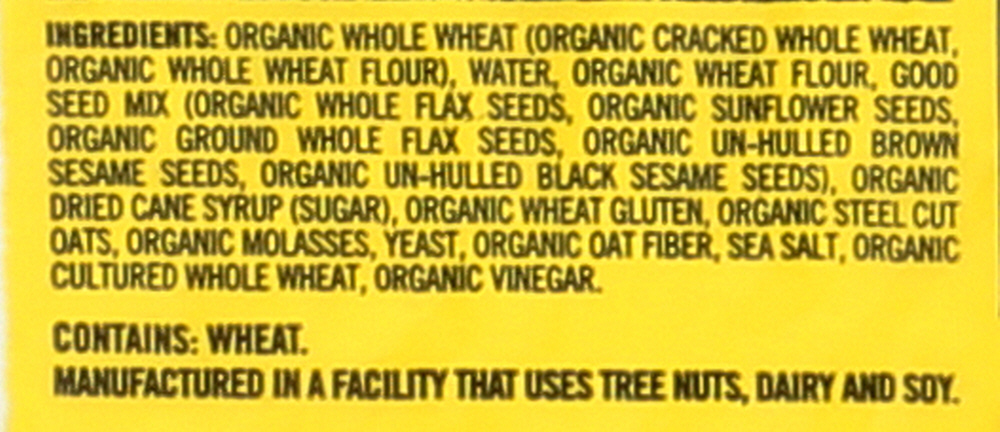 INGREDIENTS: ORGANIC WHOLE WHEAT (ORGANIC CRACKED WHOLE WHEAT,
ORGANIC WHOLE WHEAT FLOUR), WATER, ORGANIC WHEAT FLOUR, GOOD
SEED MIX (ORGANIC WHOLE FLAX SEEDS, ORGANIC SUNFLOWER SEEDS,
ORGANIC GROUND WHOLE FLAX SEEDS, ORGANIC UN-HULLED BROWN
SESAME SEEDS, ORGANIC UN-HULLED BLACK SESAME SEEDS), ORGANIC
DRIED CANE SYRUP (SUGAR), ORGANIC WHEAT GLUTEN, ORGANIC STEEL CUT
OATS, ORGANIC MOLASSES, YEAST, ORGANIC OAT FIBER, SEA SALT, ORGANIC
CULTURED WHOLE WHEAT, ORGANIC VINEGAR.
CONTAINS: WHEAT.
MANUFACTURED IN A FACILITY THAT USES TREE NUTS, DAIRY AND SOY.